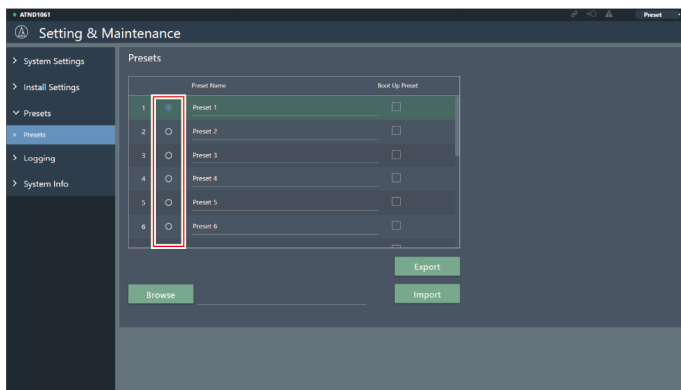 ATND1061
Preset
Setting & Maintenance
System Settings
Install Settings
Presets
Presets
Logging
System Info
Presets
Preset Name Boot Up Preset
1 Preset 1
2 Preset 2
3 Preset 3
4 Preset 4
5 Preset 5
6 Preset 6
Export
Browse Import